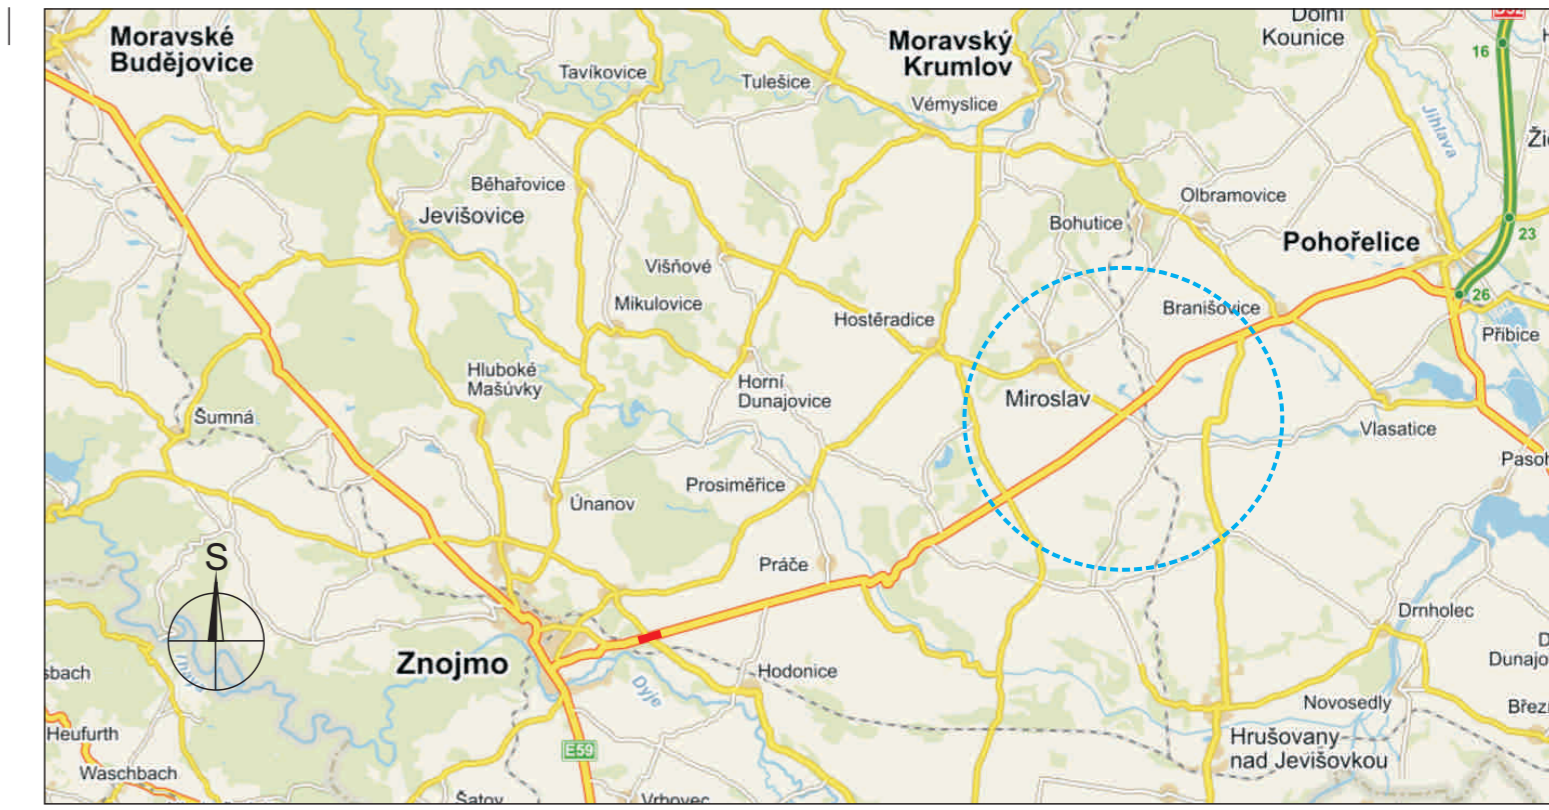 Moravské
Budějovice
Tavíkovice
Tulešice
Moravský
Krumlov
Vémyslice
Dolní
Kounice
16
Jihlava
Běhařovice
Jevišovice
Olbramovice
Bohutice
Pohořelice
23
Višňové
Mikulovice
Hostěradice
Branišovice
26
Přibice
Hluboké
Mašůvky
Horní
Dunajovice
Miroslav
Šumná
Vlasatice
Prosiměřice
Únanov
S
Práče
Drnholec
Znojmo
Hodonice
Dyje
Novosedly
Heufurth
E59
Hrušovany
nad Jevišovkou
Waschbach
Šatov
Vrbovec